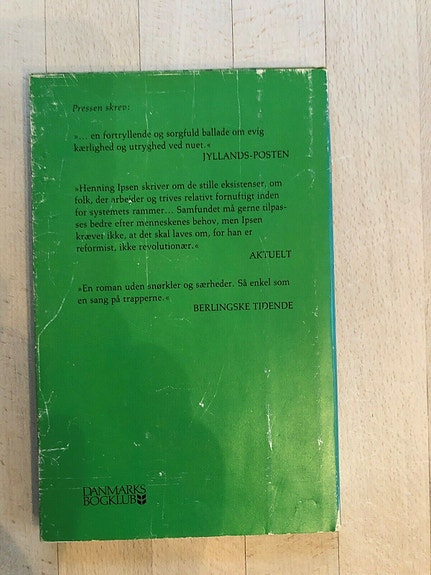 Pressen skrev:
»... en fortryllende og sorgfuld ballade om evig
kærlighed og utryghed ved nuet.«
JYLLANDS-POSTEN
»Henning Ipsen skriver om de stille eksistenser, om
folk, der arbejder og trives relativt fornuftigt inden
for systemets rammer... Samfundet må gerne tilpas-
ses bedre efter menneskenes behov, men Ipsen
kræver ikke, at det skal laves om, for han er
reformist, ikke revolutionær.«
AKTUELT
»En roman uden snørkler og særheder. Så enkel som
en sang på trapperne.«
BERLINGSKE TIDENDE
DANMARKS
BOGKLUB